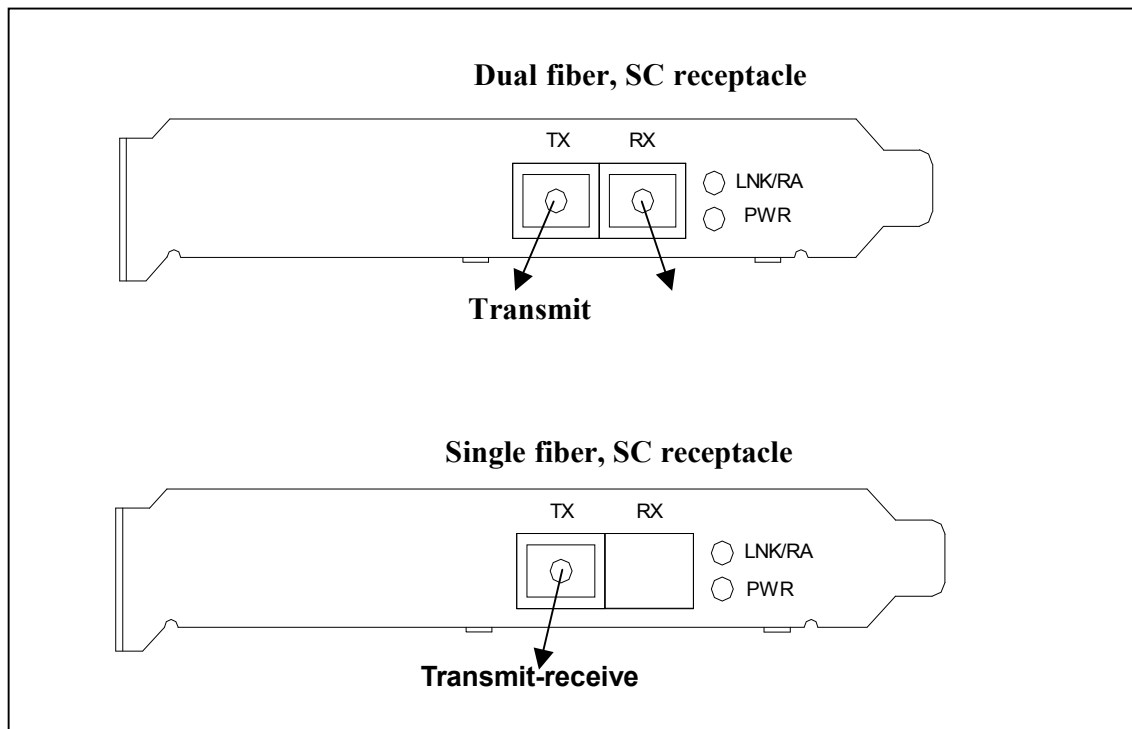 Dual fiber, SC receptacle
TX RX
LNK/RA
PWR
Transmit
Single fiber, SC receptacle
TX RX
LNK/RA
PWR
Transmit-receive